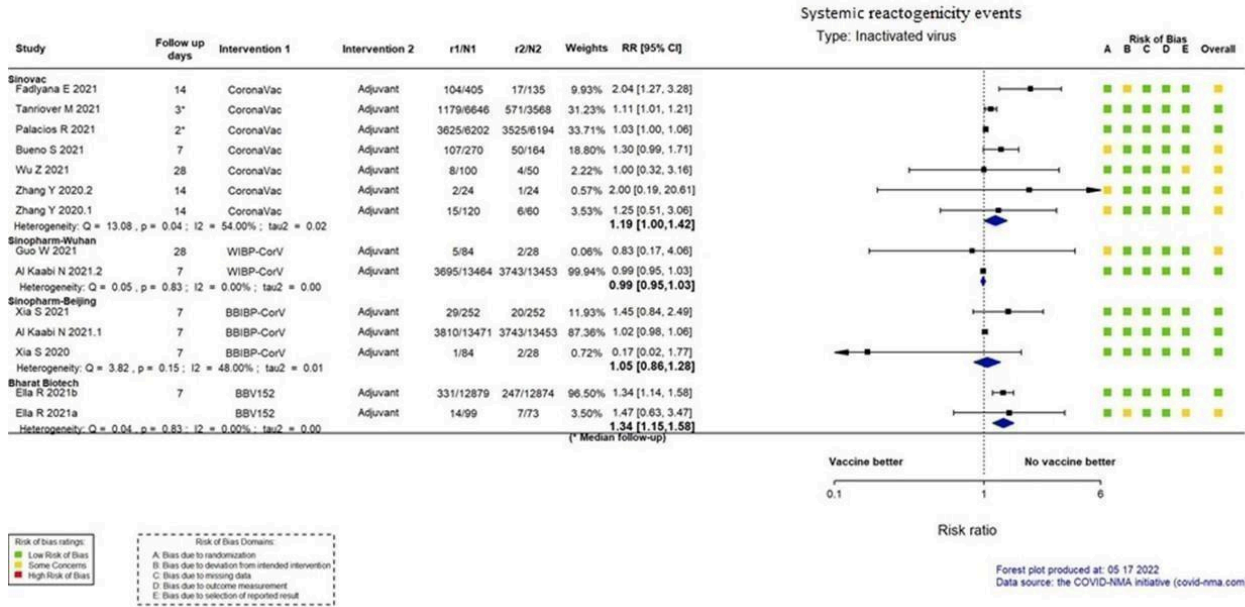 Systemic reactogenicity events
Type: Inactivated virus
Risk of Bias
Study Follow up days Intervention 1 Intervention 2 r1/N1 r2/N2 Weights RR [95% CI] A B C D E Overall
Sinovac
Fadlyana E 2021 14 CoronaVac Adjuvant 104/405 17/135 9.93% 2.04 [1.27, 3.28]
Tanriover M 2021 3* CoronaVac Adjuvant 1179/6646 571/3568 31.23% 1.11 [1.01, 1.21]
Palacios R 2021 2* CoronaVac Adjuvant 3625/6202 3525/6194 33.71% 1.03 [1.00, 1.06]
Bueno S 2021 7 CoronaVac Adjuvant 107/270 50/164 18.80% 1.30 [0.99, 1.71]
Wu Z 2021 28 CoronaVac Adjuvant 8/100 4/50 2.22% 1.00 [0.32, 3.16]
Zhang Y 2020.2 14 CoronaVac Adjuvant 2/24 1/24 0.57% 2.00 [0.19, 20.61]
Zhang Y 2020.1 14 CoronaVac Adjuvant 15/120 6/60 3.53% 1.25 [0.51, 3.06]
Heterogeneity: Q = 13.08 , p = 0.04 ; I2 = 54.00% ; tau2 = 0.02 1.19 [1.00,1.42]
Sinopharm-Wuhan
Guo W 2021 28 WIBP-CorV Adjuvant 5/84 2/28 0.06% 0.83 [0.17, 4.06]
Al Kaabi N 2021.2 7 WIBP-CorV Adjuvant 3695/13464 3743/13453 99.94% 0.99 [0.95, 1.03]
Heterogeneity: Q = 0.05 , p = 0.83 ; I2 = 0.00% ; tau2 = 0.00 0.99 [0.95,1.03]
Sinopharm-Beijing
Xia S 2021 7 BBIBP-CorV Adjuvant 29/252 20/252 11.93% 1.45 [0.84, 2.49]
Al Kaabi N 2021.1 7 BBIBP-CorV Adjuvant 3810/13471 3743/13453 87.36% 1.02 [0.98, 1.06]
Xia S 2020 7 BBIBP-CorV Adjuvant 1/84 2/28 0.72% 0.17 [0.02, 1.77]
Heterogeneity: Q = 3.82 , p = 0.15 ; I2 = 48.00% ; tau2 = 0.01 1.05 [0.86,1.28]
Bharat Biotech
Ella R 2021b 7 BBV152 Adjuvant 331/12879 247/12874 96.50% 1.34 [1.14, 1.58]
Ella R 2021a BBV152 Adjuvant 14/99 7/73 3.50% 1.47 [0.63, 3.47]
Heterogeneity: Q = 0.04 , p = 0.83 ; I2 = 0.00% ; tau2 = 0.00 1.34 [1.15,1.58]
(* Median follow-up)
Vaccine better No vaccine better
0.1 1 6
Risk ratio
Risk of bias ratings:
Low Risk of Bias
Some Concerns
High Risk of Bias
Risk of Bias Domains:
A: Bias due to randomization
B: Bias due to deviation from intended intervention
C: Bias due to missing data
D: Bias due to outcome measurement
E: Bias due to selection of reported result
Forest plot produced at: 05 17 2022
Data source: the COVID-NMA initiative (covid-nma.com